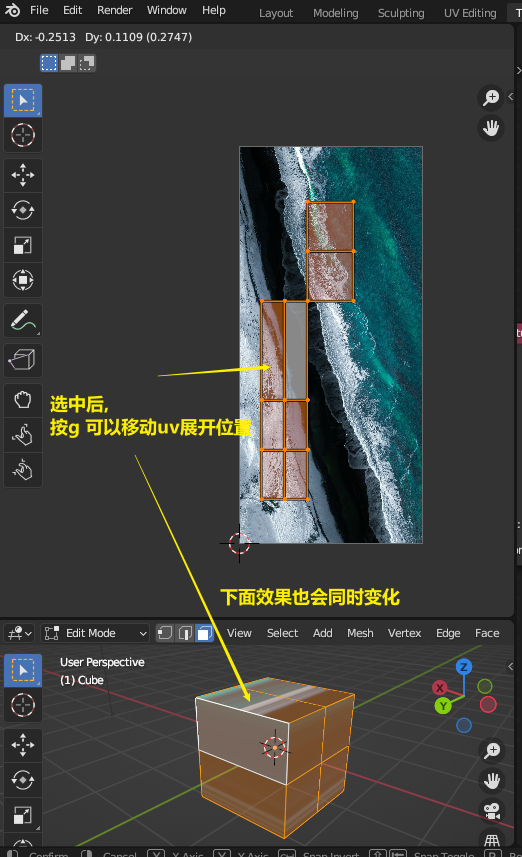 File Edit Render Window Help Layout Modeling Sculpting UV Editing
Dx: -0.2513 Dy: 0.1109 (0.2747)
选中后,
按g 可以移动uv展开位置
下面效果也会同时变化
Edit Mode View Select Add Mesh Vertex Edge Face
User Perspective
(1) Cube
Z
X
Y
Confirm Cancel X X-Axis Y Y-Axis Snap Invert Snap Toggle